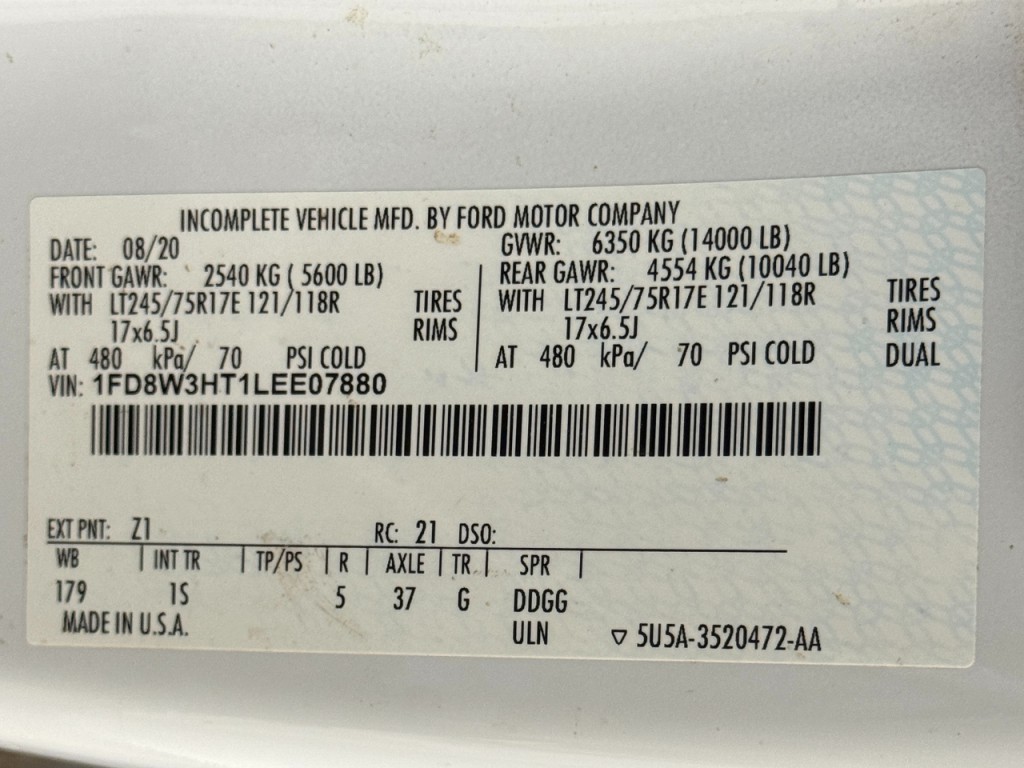 INCOMPLETE VEHICLE MFD. BY FORD MOTOR COMPANY
DATE: 08/20 GVWR: 6350 KG (14000 LB)
FRONT GAWR: 2540 KG ( 5600 LB) REAR GAWR: 4554 KG (10040 LB)
WITH LT245/75R17E 121/118R TIRES WITH LT245/75R17E 121/118R TIRES
17x6.5J RIMS 17x6.5J RIMS
AT 480 kPa/ 70 PSI COLD AT 480 kPa/ 70 PSI COLD DUAL
VIN: 1FD8W3HT1LEE07880
EXT PNT: Z1 RC: 21 DSO:
WB | INT TR | TP/PS | R | AXLE | TR | SPR |
179 1S 5 37 G DDGG
MADE IN U.S.A. ULN ▽ 5U5A-3520472-AA